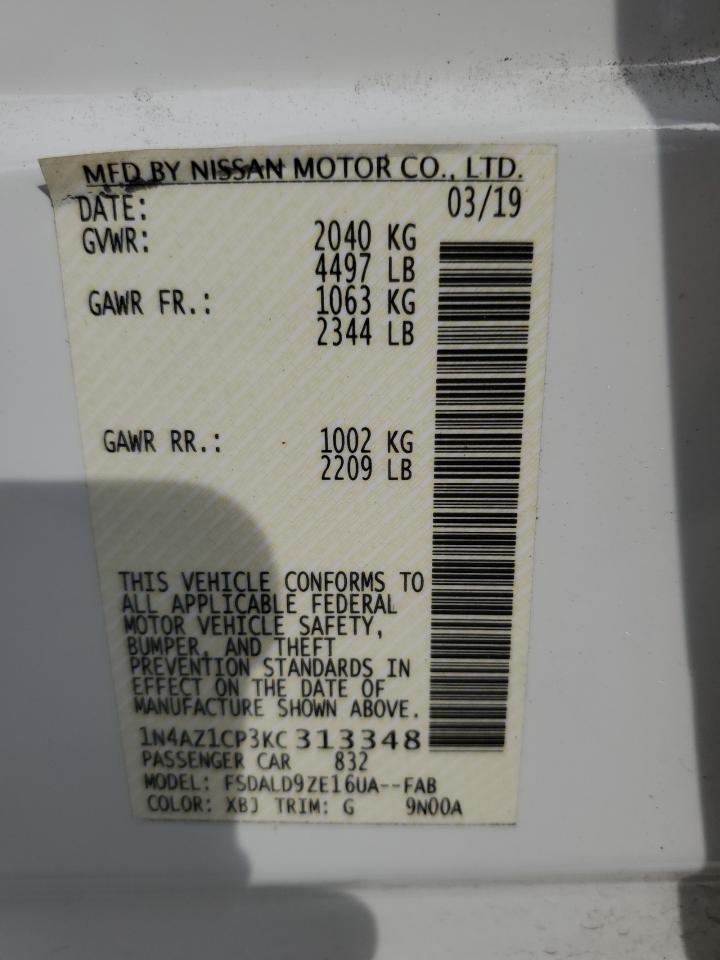 MFD BY NISSAN MOTOR CO., LTD.
DATE: 03/19
GVWR: 2040 KG
4497 LB
GAWR FR.: 1063 KG
2344 LB
GAWR RR.: 1002 KG
2209 LB
THIS VEHICLE CONFORMS TO
ALL APPLICABLE FEDERAL
MOTOR VEHICLE SAFETY,
BUMPER, AND THEFT
PREVENTION STANDARDS IN
EFFECT ON THE DATE OF
MANUFACTURE SHOWN ABOVE.
1N4AZ1CP3KC313348
PASSENGER CAR 832
MODEL: FSDALD9ZE16UA--FAB
COLOR: XBJ TRIM: G 9N00A